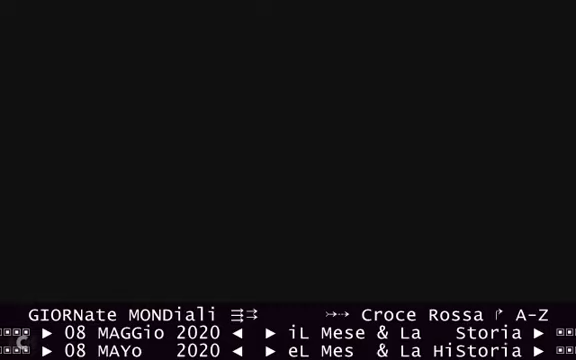 GIORNate MONDiali ⇶⇉ ⤖⇢ Croce Rossa ↱ A-Z
▶ 08 MAGGio 2020 ◀ ▶ iL Mese & La Storia ▶
▶ 08 MAYo 2020 ◀ ▶ eL Mes & La HiStoria ▶